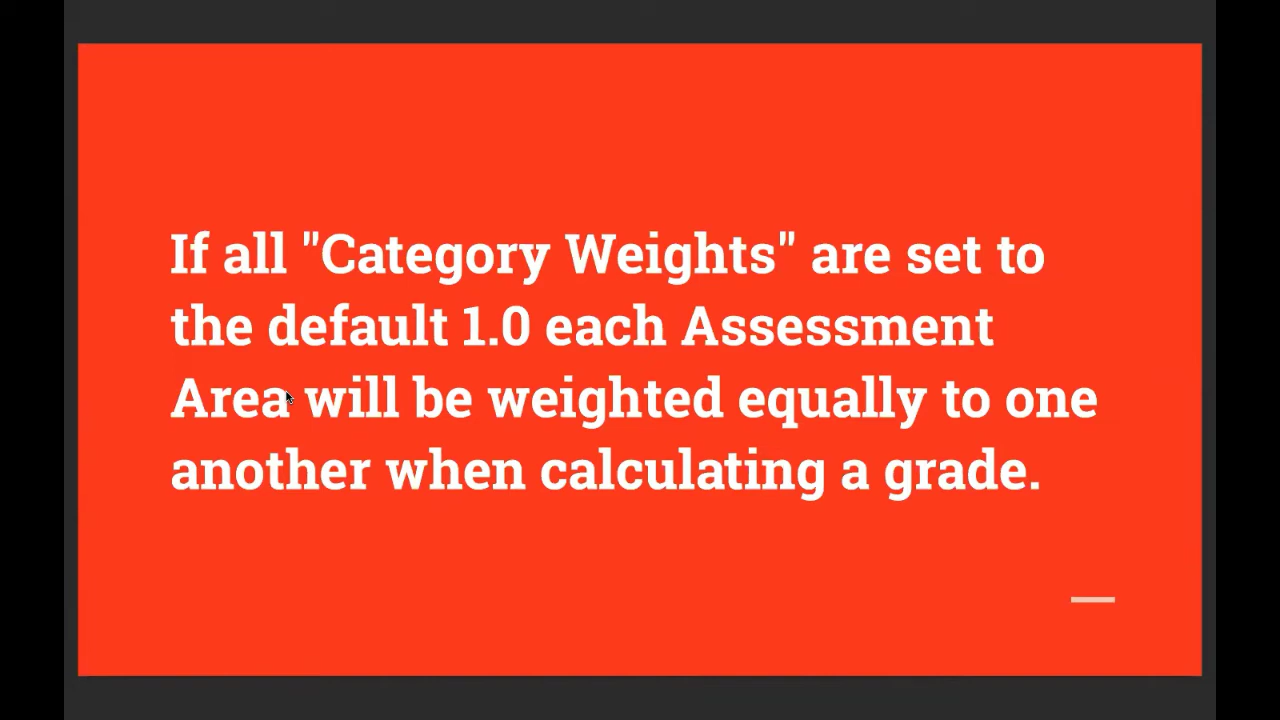 If all "Category Weights" are set to
the default 1.0 each Assessment
Area will be weighted equally to one
another when calculating a grade.